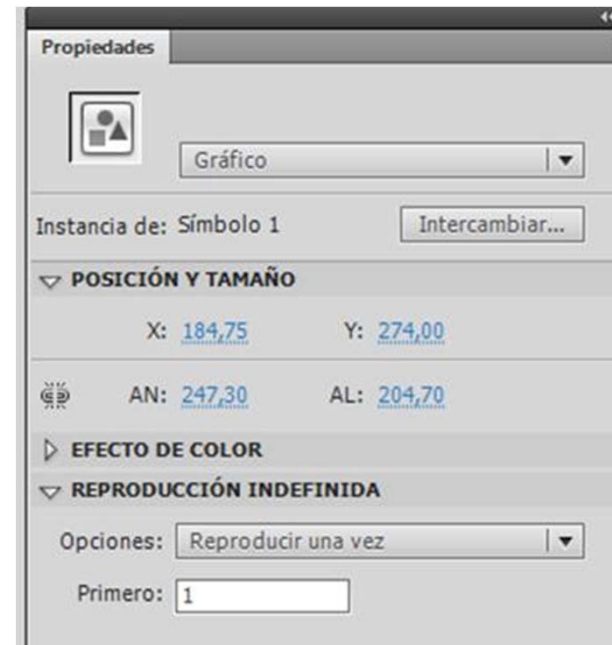 Propiedades
Gráfico
Instancia de: Símbolo 1 Intercambiar...
POSICIÓN Y TAMAÑO
X: 184,75 Y: 274,00
AN: 247,30 AL: 204,70
EFECTO DE COLOR
REPRODUCCIÓN INDEFINIDA
Opciones: Reproducir una vez
Primero: 1